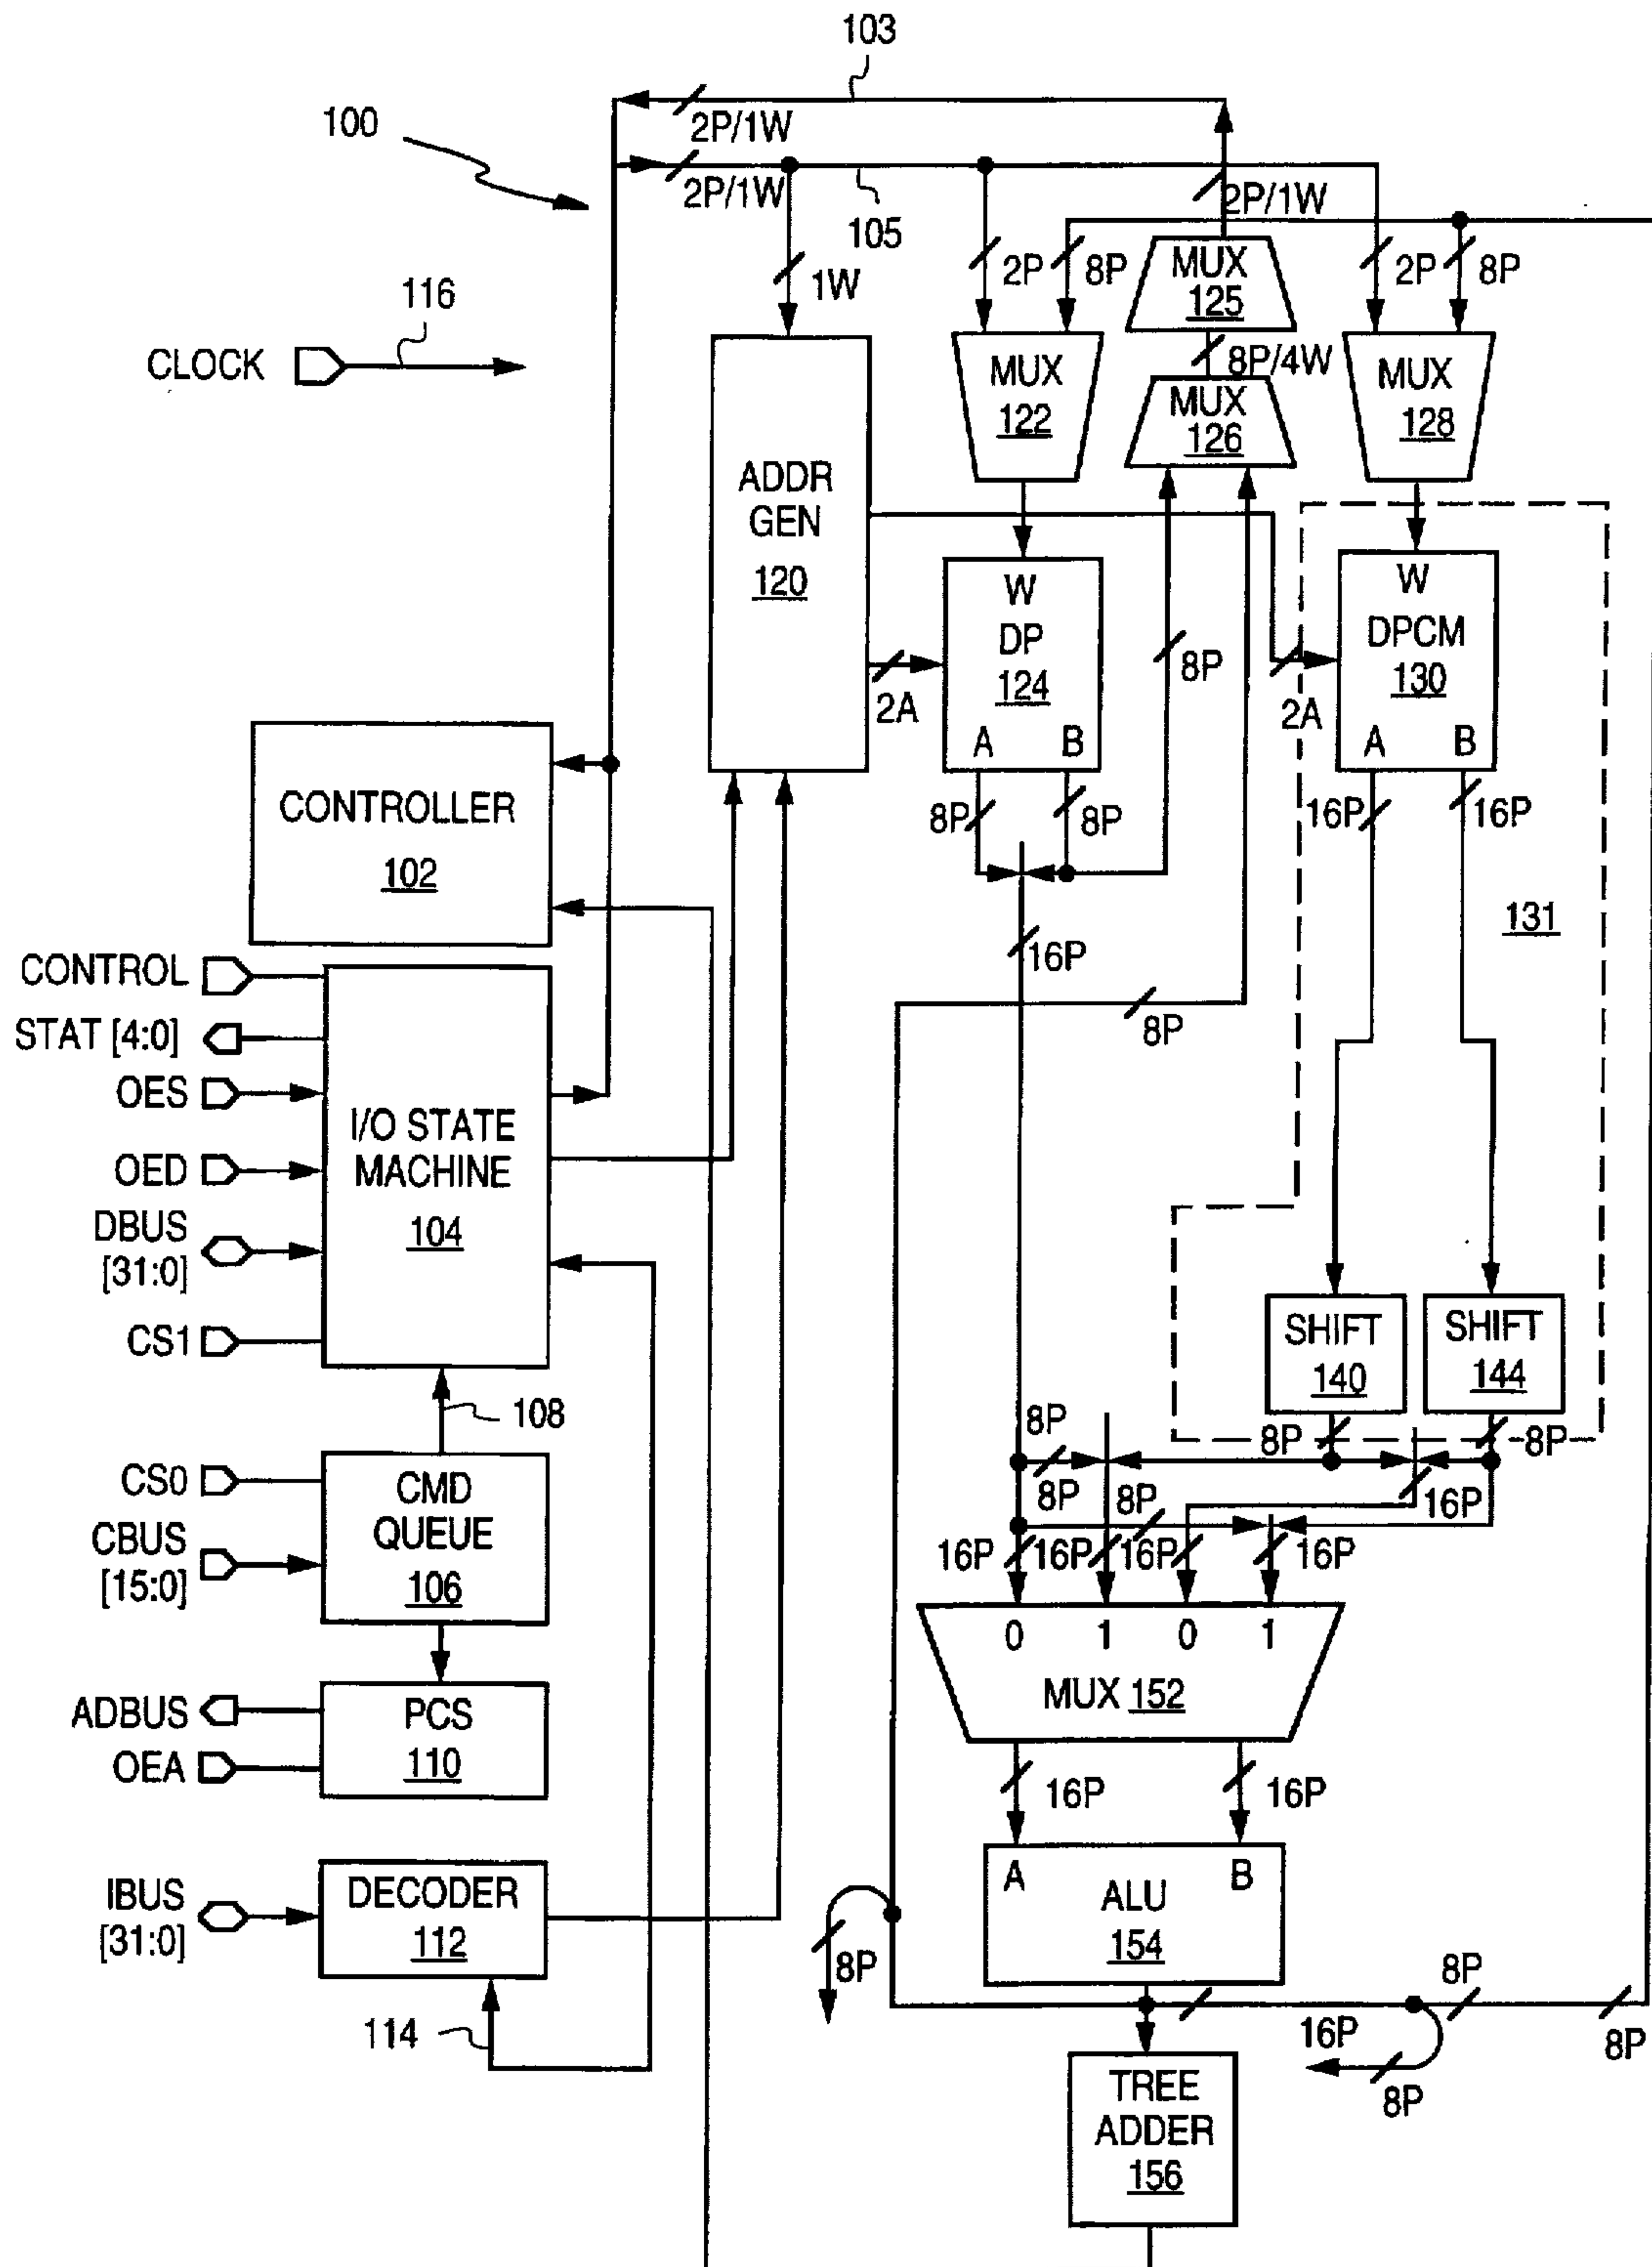 103
100
2P/1W
2P/1W
105
2P/1W
1W
2P
8P
MUX
125
2P
8P
116
CLOCK
8P/4W
MUX
122
MUX
126
MUX
128
ADDR
GEN
120
W
DP
124
A
B
2A
8P
W
DPCM
130
A
B
2A
CONTROLLER
102
8P
8P
16P
16P
131
16P
8P
CONTROL
STAT [4:0]
OES
OED
DBUS
[31:0]
CS1
I/O STATE
MACHINE
104
SHIFT
140
SHIFT
144
108
8P
8P
8P
CS0
CBUS
[15:0]
CMD
QUEUE
106
8P
8P
16P
16P
16P
16P
16P
0
1
0
1
MUX 152
ADBUS
OEA
PCS
110
16P
16P
IBUS
[31:0]
DECODER
112
A
B
ALU
154
8P
114
16P
8P
8P
8P
TREE
ADDER
156